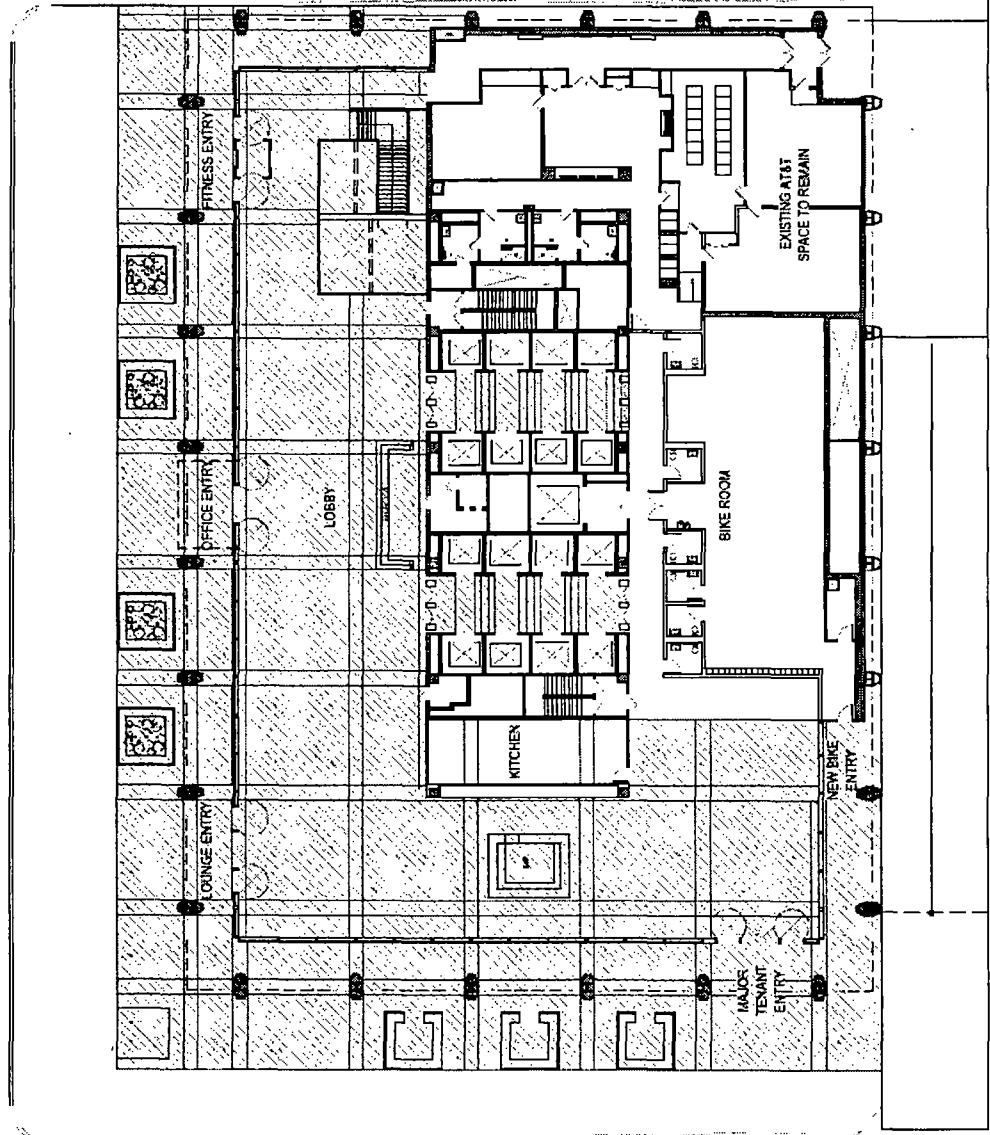 FITNESS ENTRY
OFFICE ENTRY
LOUNGE ENTRY
LOBBY
KITCHEN
MAJOR
TENANT
ENTRY
EXISTING AT&T
SPACE TO REMAIN
BIKE ROOM
NEW BIKE
ENTRY